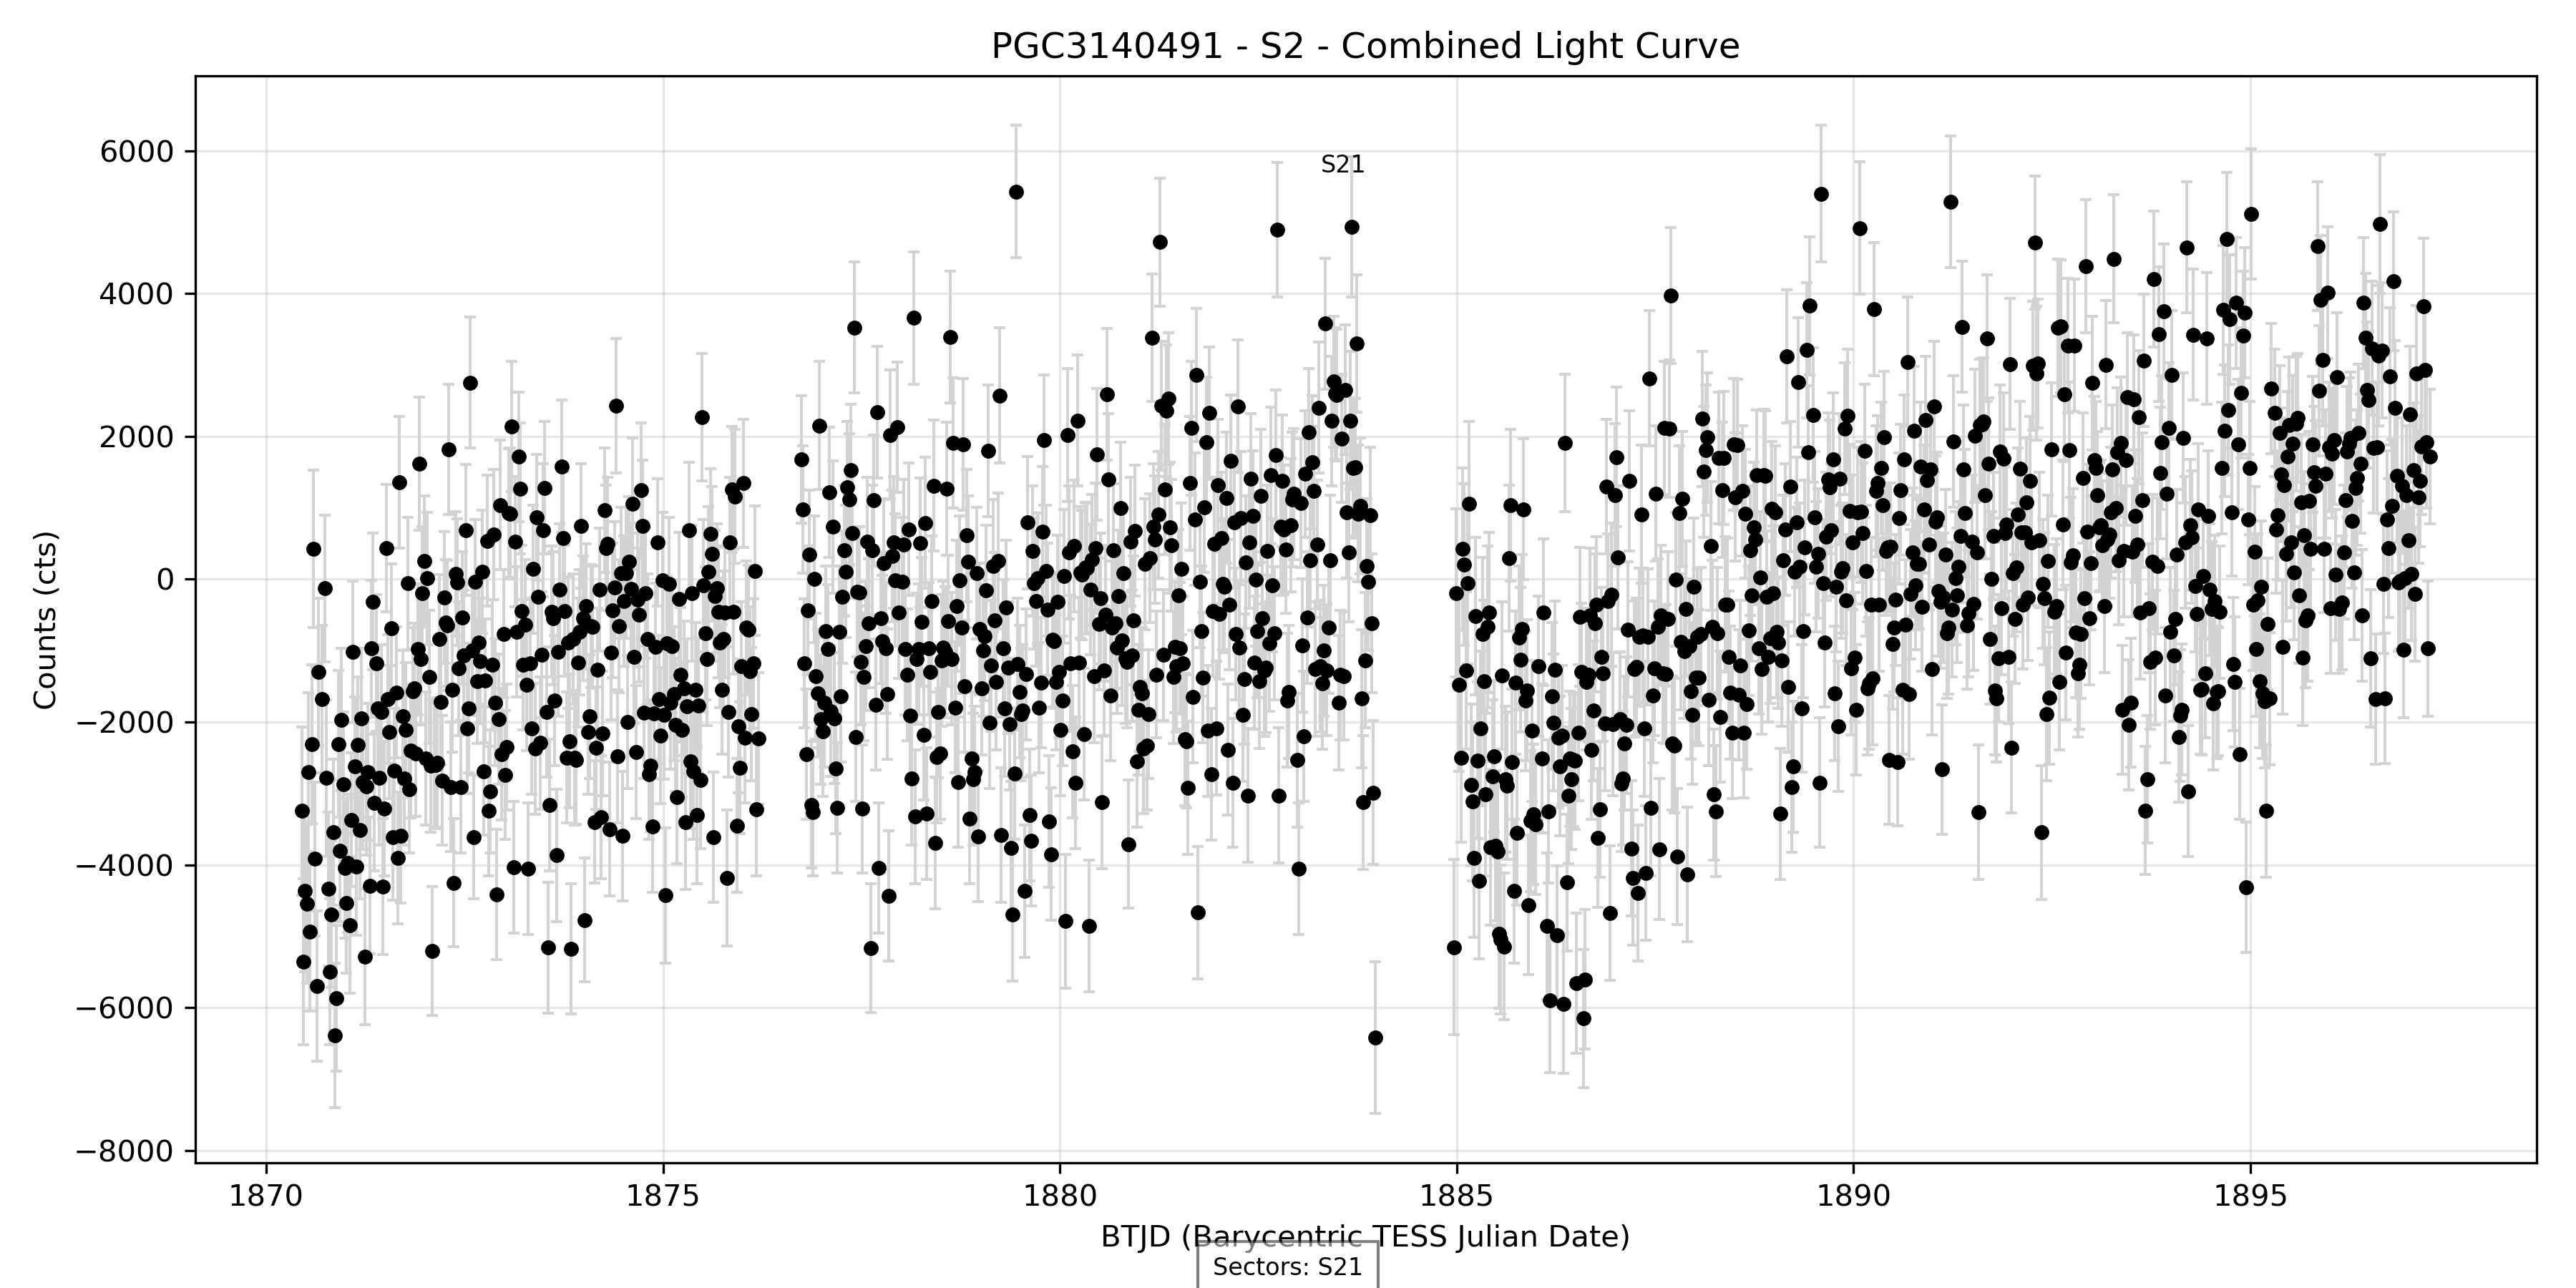 PGC3140491 - S2 - Combined Light Curve
S21
6000
4000
2000
0
−2000
−4000
−6000
−8000
Counts (cts)
1870
1875
1880
1885
1890
1895
BTJD (Barycentric TESS Julian Date)
Sectors: S21